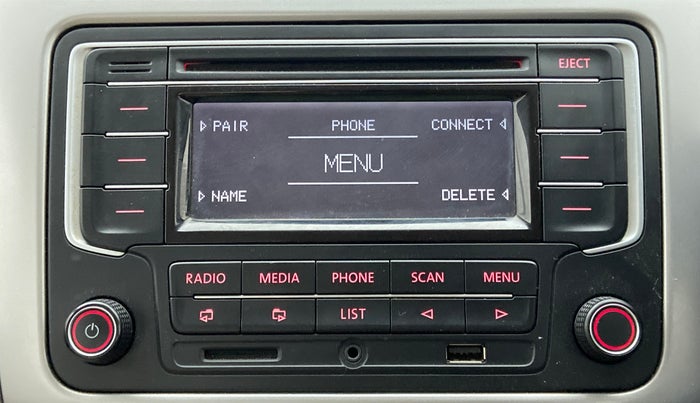 EJECT
PAIR PHONE CONNECT
MENU
NAME DELETE
RADIO MEDIA PHONE SCAN MENU
LIST